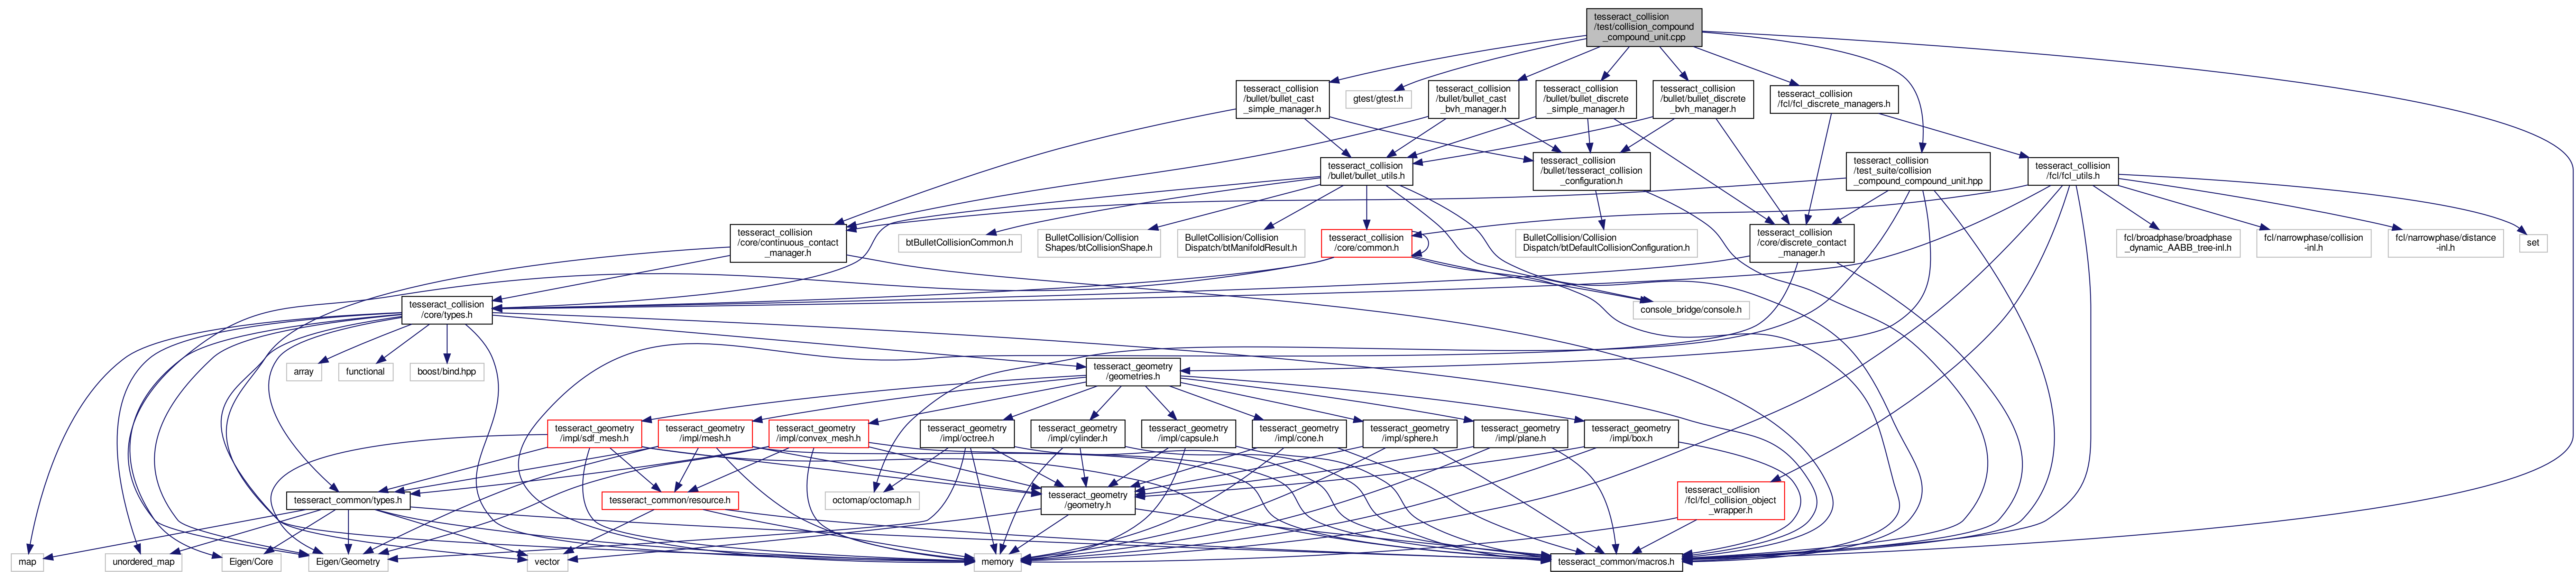 tesseract_collision
/test/collision_compound
_compound_unit.cpp
tesseract_collision
/bullet/bullet_cast
_simple_manager.h
gtest/gtest.h
tesseract_collision
/bullet/bullet_cast
_bvh_manager.h
tesseract_collision
/bullet/bullet_discrete
_simple_manager.h
tesseract_collision
/bullet/bullet_discrete
_bvh_manager.h
tesseract_collision
/fcl/fcl_discrete_managers.h
tesseract_collision
/bullet/bullet_utils.h
tesseract_collision
/bullet/tesseract_collision
_configuration.h
tesseract_collision
/test_suite/collision
_compound_compound_unit.hpp
tesseract_collision
/fcl/fcl_utils.h
tesseract_collision
/core/continuous_contact
_manager.h
btBulletCollisionCommon.h
BulletCollision/Collision
Shapes/btCollisionShape.h
BulletCollision/Collision
Dispatch/btManifoldResult.h
tesseract_collision
/core/common.h
BulletCollision/Collision
Dispatch/btDefaultCollisionConfiguration.h
tesseract_collision
/core/discrete_contact
_manager.h
fcl/broadphase/broadphase
_dynamic_AABB_tree-inl.h
fcl/narrowphase/collision
-inl.h
fcl/narrowphase/distance
-inl.h
set
tesseract_collision
/core/types.h
console_bridge/console.h
array
functional
boost/bind.hpp
tesseract_geometry
/geometries.h
tesseract_geometry
/impl/sdf_mesh.h
tesseract_geometry
/impl/mesh.h
tesseract_geometry
/impl/convex_mesh.h
tesseract_geometry
/impl/octree.h
tesseract_geometry
/impl/cylinder.h
tesseract_geometry
/impl/capsule.h
tesseract_geometry
/impl/cone.h
tesseract_geometry
/impl/sphere.h
tesseract_geometry
/impl/plane.h
tesseract_geometry
/impl/box.h
tesseract_common/types.h
tesseract_common/resource.h
octomap/octomap.h
tesseract_geometry
/geometry.h
tesseract_collision
/fcl/fcl_collision_object
_wrapper.h
map
unordered_map
Eigen/Core
Eigen/Geometry
vector
memory
tesseract_common/macros.h